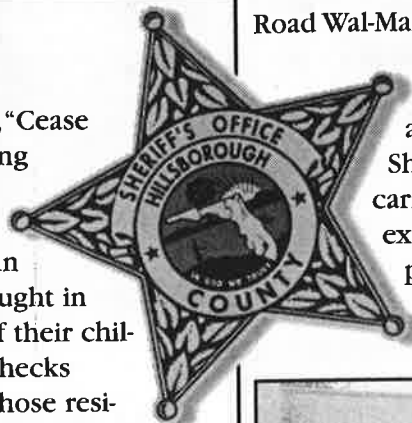 "Cease
ng
n
ught in
f their chil-
hecks
hose resi-
SHERIFF'S OFFICE
HILLSBOROUGH
IN GOD WE TRUST
COUNTY
Road Wal-Ma
a
Sh
car
ex
p